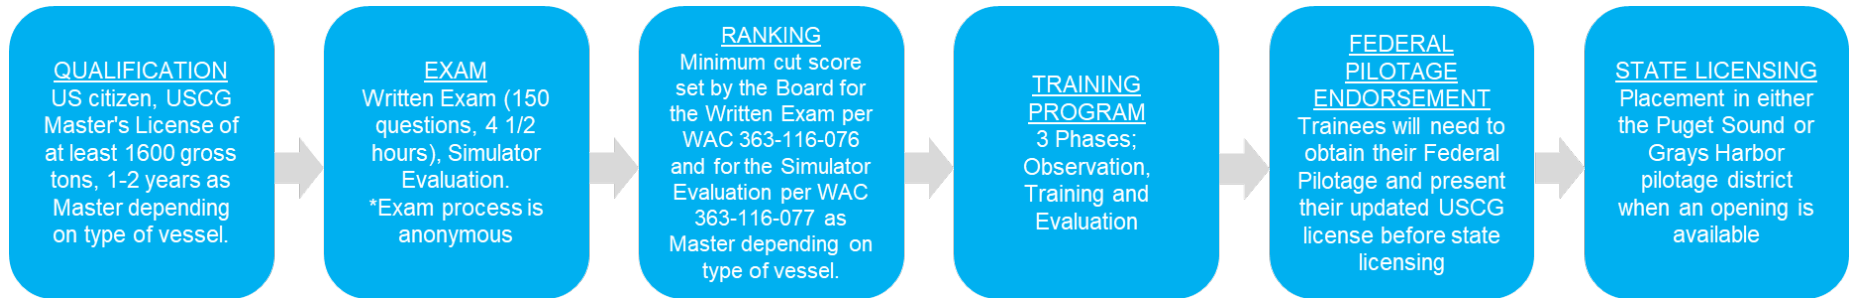 QUALIFICATION
US citizen, USCG
Master's License of
at least 1600 gross
tons, 1-2 years as
Master depending
on type of vessel.
EXAM
Written Exam (150
questions, 4 1/2
hours), Simulator
Evaluation.
*Exam process is
anonymous
RANKING
Minimum cut score
set by the Board for
the Written Exam per
WAC 363-116-076
and for the Simulator
Evaluation per WAC
363-116-077 as
Master depending on
type of vessel.
TRAINING
PROGRAM
3 Phases;
Observation,
Training and
Evaluation
FEDERAL
PILOTAGE
ENDORSEMENT
Trainees will need to
obtain their Federal
Pilotage and present
their updated USCG
license before state
licensing
STATE LICENSING
Placement in either
the Puget Sound or
Grays Harbor
pilotage district
when an opening is
available